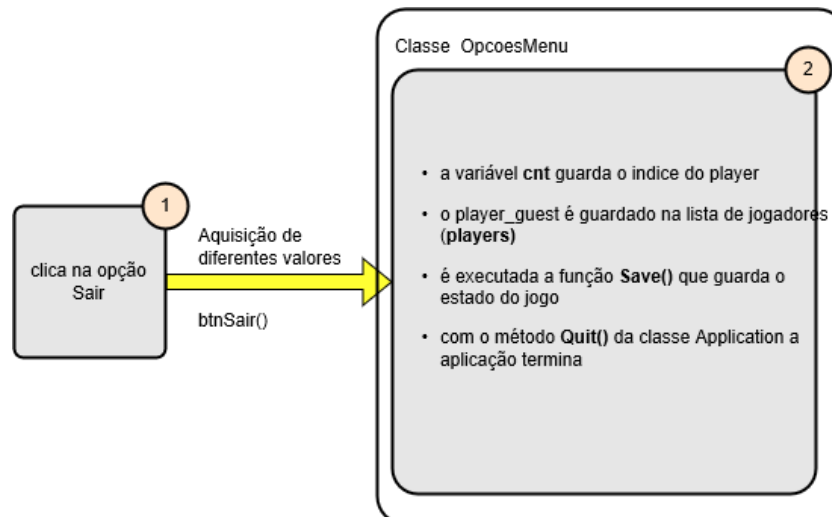 Classe OpcoesMenu
2
1
clica na opção
Sair
Aquisição de
diferentes valores
btnSair()
• a variável cnt guarda o indice do player
• o player_guest é guardado na lista de jogadores
(players)
• é executada a função Save() que guarda o
estado do jogo
• com o método Quit() da classe Application a
aplicação termina